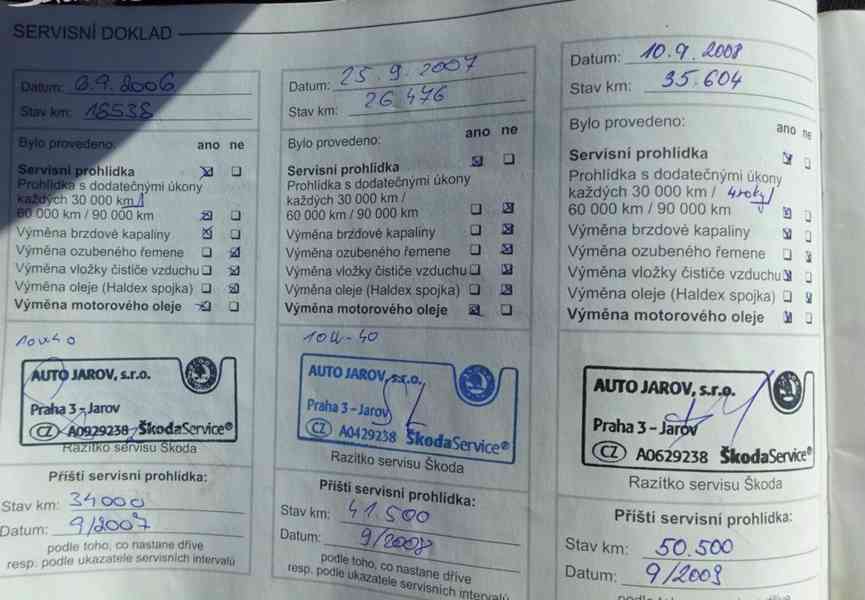 SERVISNÍ DOKLAD
Datum: 6.9.2006
Stav km: 18538
Bylo provedeno: ano ne
Servisní prohlídka
Prohlídka s dodatečnými úkony
každých 30 000 km /
60 000 km / 90 000 km
Výměna brzdové kapaliny
Výměna ozubeného řemene
Výměna vložky čističe vzduchu
Výměna oleje (Haldex spojka)
Výměna motorového oleje
10W40
AUTO JAROV, s.r.o.
Praha 3 - Jarov
CZ A0929238 ŠkodaService®
Razítko servisu Škoda
Příští servisní prohlídka:
Stav km: 34000
Datum: 9/2007
podle toho, co nastane dříve
resp. podle ukazatele servisních intervalů
Datum: 25.9.2007
Stav km: 26 476
Bylo provedeno: ano ne
Servisní prohlídka
Prohlídka s dodatečnými úkony
každých 30 000 km /
60 000 km / 90 000 km
Výměna brzdové kapaliny
Výměna ozubeného řemene
Výměna vložky čističe vzduchu
Výměna oleje (Haldex spojka)
Výměna motorového oleje
10W-40
AUTO JAROV, s.r.o.
Praha 3 - Jarov
CZ A0429238 ŠkodaService®
Razítko servisu Škoda
Příští servisní prohlídka:
Stav km: 41.500
Datum: 9/2008
podle toho, co nastane dříve
resp. podle ukazatele servisních intervalů
Datum: 10.9.2008
Stav km: 35.604
Bylo provedeno: ano ne
Servisní prohlídka
Prohlídka s dodatečnými úkony
každých 30 000 km / 4roky/
60 000 km / 90 000 km
Výměna brzdové kapaliny
Výměna ozubeného řemene
Výměna vložky čističe vzduchu
Výměna oleje (Haldex spojka)
Výměna motorového oleje
AUTO JAROV, s.r.o.
Praha 3 - Jarov
CZ A0629238 ŠkodaService®
Razítko servisu Škoda
Příští servisní prohlídka:
Stav km: 50.500
Datum: 9/2009